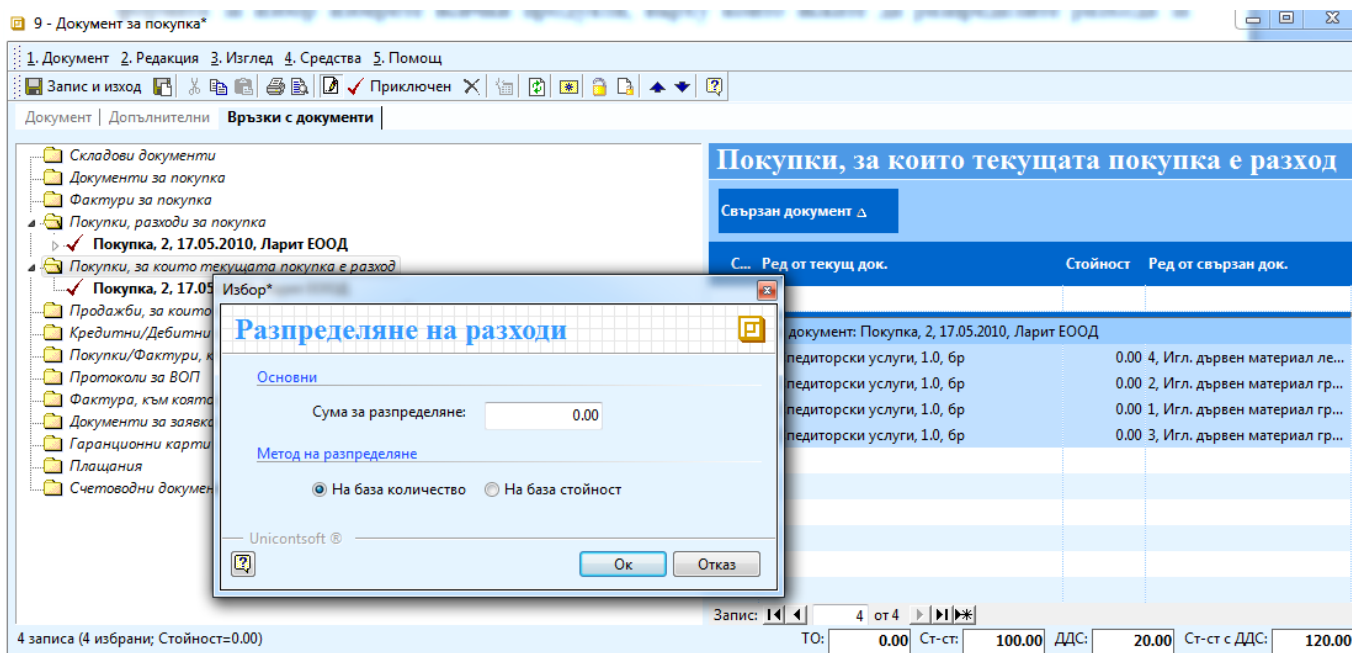 9 - Документ за покупка*
1. Документ 2. Редакция 3. Изглед 4. Средства 5. Помощ
Запис и изход Приключен
Документ Допълнителни Връзки с документи
Складови документи
Документи за покупка
Фактури за покупка
Покупки, разходи за покупка
Покупка, 2, 17.05.2010, Ларит ЕООД
Покупки, за които текущата покупка е разход
Покупка, 2, 17.05
Продажби, за които
Кредитни/Дебитни
Покупки/Фактури, к
Протоколи за ВОП
Фактура, към която
Документи за заявка
Гаранционни карти
Плащания
Счетоводни докумен
Покупки, за които текущата покупка е разход
Свързан документ
С... Ред от текущ док. Стойност Ред от свързан док.
документ: Покупка, 2, 17.05.2010, Ларит ЕООД
педиторски услуги, 1.0, бр 0.00 4, Игл. дървен материал ле...
педиторски услуги, 1.0, бр 0.00 2, Игл. дървен материал гр...
педиторски услуги, 1.0, бр 0.00 1, Игл. дървен материал гр...
педиторски услуги, 1.0, бр 0.00 3, Игл. дървен материал гр...
Запис: 4 от 4
Избор*
Разпределяне на разходи
Основни
Сума за разпределяне: 0.00
Метод на разпределяне
На база количество На база стойност
Unicontsoft ®
Ок Отказ
4 записа (4 избрани; Стойност=0.00)
ТО: 0.00 Ст-ст: 100.00 ДДС: 20.00 Ст-ст с ДДС: 120.00